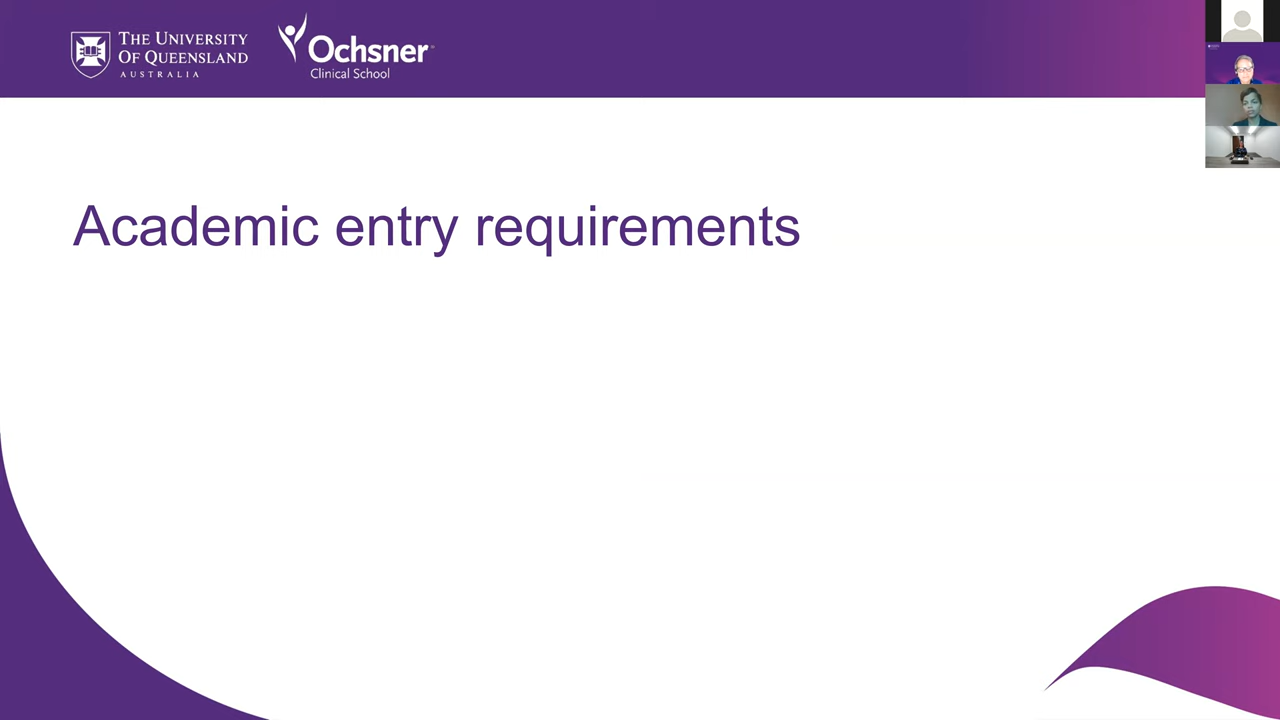 THE UNIVERSITY
OF QUEENSLAND
AUSTRALIA
Ochsner
Clinical School
Academic entry requirements